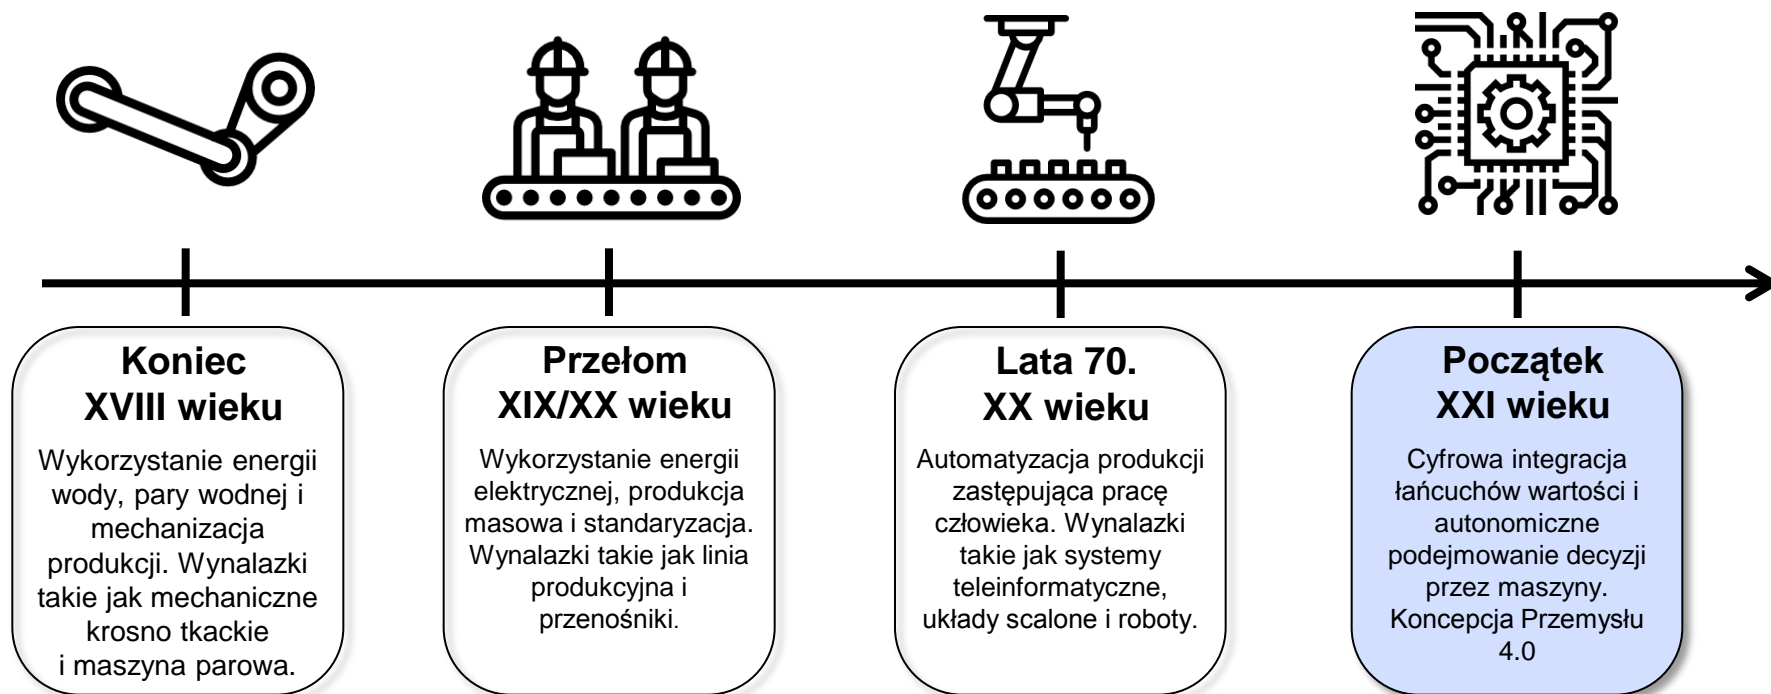 Koniec
XVIII wieku
Wykorzystanie energii
wody, pary wodnej i
mechanizacja
produkcji. Wynalazki
takie jak mechaniczne
krosno tkackie
i maszyna parowa.
Przełom
XIX/XX wieku
Wykorzystanie energii
elektrycznej, produkcja
masowa i standaryzacja.
Wynalazki takie jak linia
produkcyjna i
przenośniki.
Lata 70.
XX wieku
Automatyzacja produkcji
zastępująca pracę
człowieka. Wynalazki
takie jak systemy
teleinformatyczne,
układy scalone i roboty.
Początek
XXI wieku
Cyfrowa integracja
łańcuchów wartości i
autonomiczne
podejmowanie decyzji
przez maszyny.
Koncepcja Przemysłu
4.0